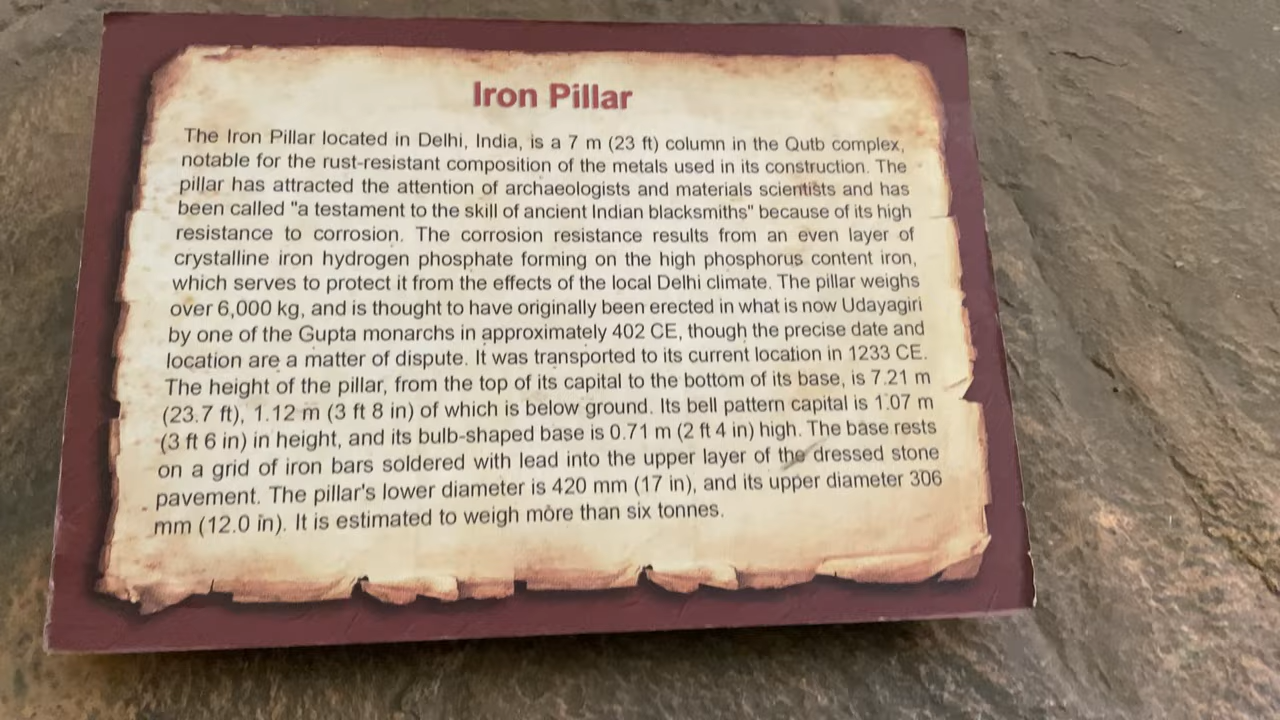 Iron Pillar
The Iron Pillar located in Delhi, India, is a 7 m (23 ft) column in the Qutb complex,
notable for the rust-resistant composition of the metals used in its construction. The
pillar has attracted the attention of archaeologists and materials scientists and has
been called "a testament to the skill of ancient Indian blacksmiths" because of its high
resistance to corrosion. The corrosion resistance results from an even layer of
crystalline iron hydrogen phosphate forming on the high phosphorus content iron,
which serves to protect it from the effects of the local Delhi climate. The pillar weighs
over 6,000 kg, and is thought to have originally been erected in what is now Udayagiri
by one of the Gupta monarchs in approximately 402 CE, though the precise date and
location are a matter of dispute. It was transported to its current location in 1233 CE.
The height of the pillar, from the top of its capital to the bottom of its base, is 7.21 m
(23.7 ft), 1.12 m (3 ft 8 in) of which is below ground. Its bell pattern capital is 1.07 m
(3 ft 6 in) in height, and its bulb-shaped base is 0.71 m (2 ft 4 in) high. The base rests
on a grid of iron bars soldered with lead into the upper layer of the dressed stone
pavement. The pillar's lower diameter is 420 mm (17 in), and its upper diameter 306
mm (12.0 in). It is estimated to weigh more than six tonnes.